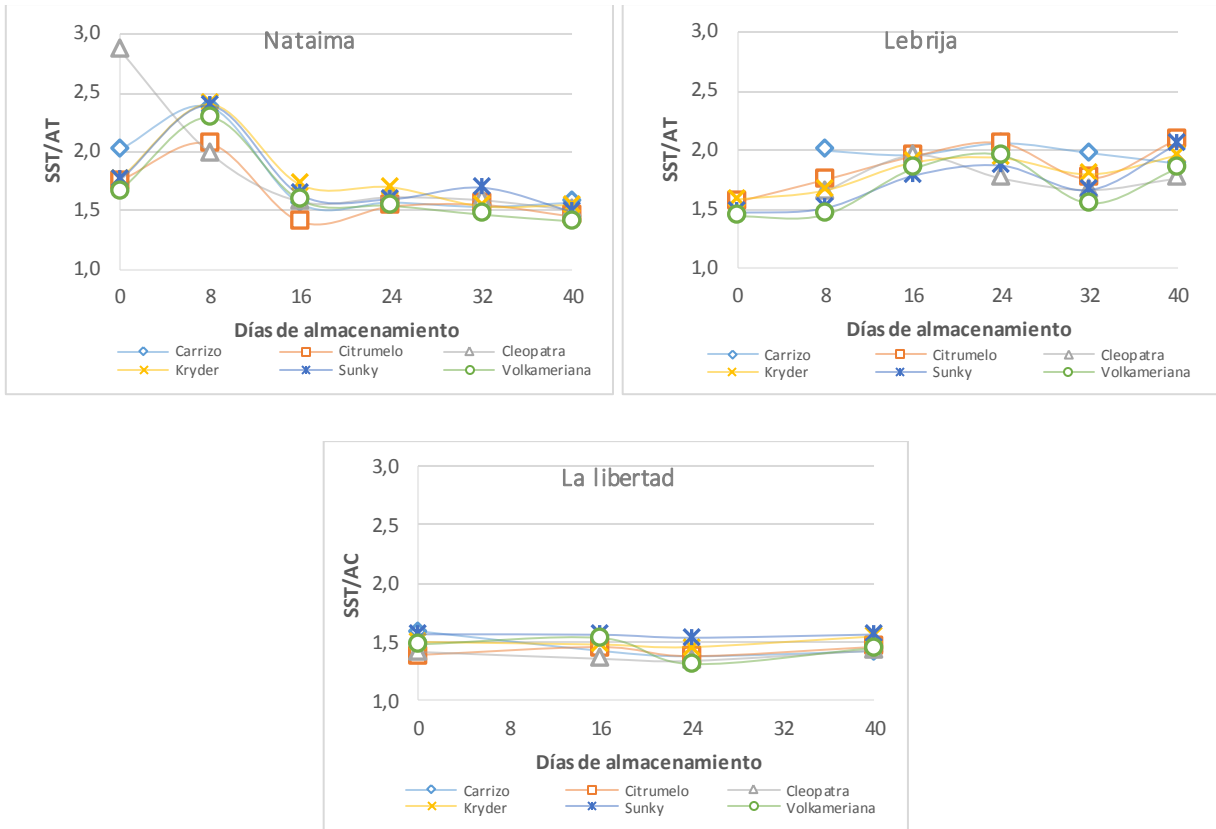 Nataima
3,0
2,5
2,0
1,5
1,0
SST/AT
0 8 16 24 32 40
Días de almacenamiento
Carrizo Citrumelo Cleopatra
Kryder Sunky Volkameriana
Lebrija
3,0
2,5
2,0
1,5
1,0
SST/AT
0 8 16 24 32 40
Días de almacenamiento
Carrizo Citrumelo Cleopatra
Kryder Sunky Volkameriana
La libertad
3,0
2,5
2,0
1,5
1,0
SST/AC
0 8 16 24 32 40
Días de almacenamiento
Carrizo Citrumelo Cleopatra
Kryder Sunky Volkameriana